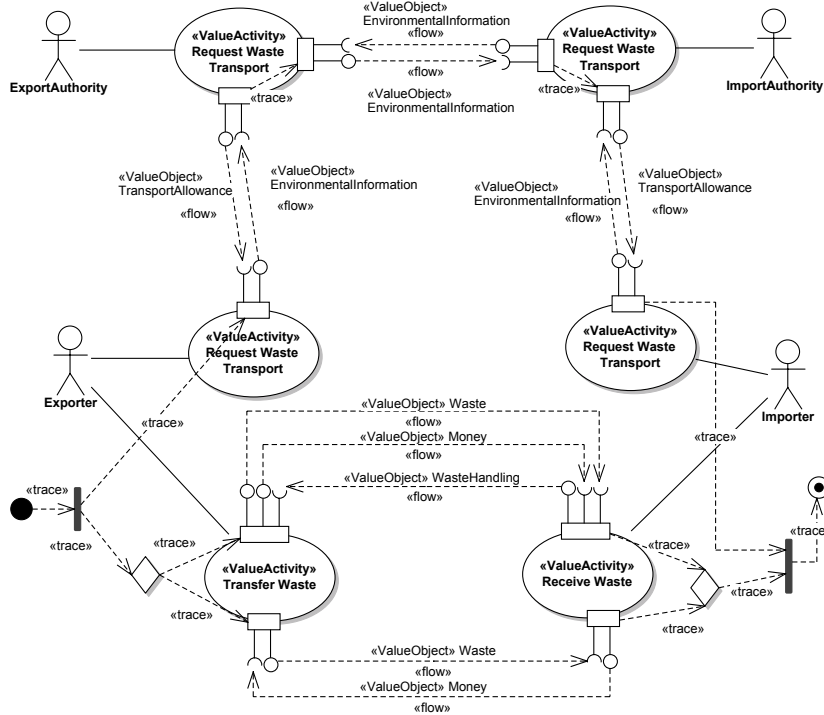 «ValueObject»
EnvironmentalInformation
«flow»
«flow»
«ValueObject»
EnvironmentalInformation
«ValueActivity»
Request Waste
Transport
«trace»
ExportAuthority
«ValueActivity»
Request Waste
Transport
«trace»
ImportAuthority
«ValueObject»
TransportAllowance
«flow»
«ValueObject»
EnvironmentalInformation
«flow»
«ValueObject»
EnvironmentalInformation
«flow»
«ValueObject»
TransportAllowance
«flow»
«ValueActivity»
Request Waste
Transport
«ValueActivity»
Request Waste
Transport
Exporter
Importer
«trace»
«trace»
«ValueObject» Waste
«flow»
«ValueObject» Money
«flow»
«ValueObject» WasteHandling
«flow»
«trace»
«trace»
«trace»
«trace»
«ValueActivity»
Transfer Waste
«ValueActivity»
Receive Waste
«trace»
«trace»
«trace»
«trace
«ValueObject» Waste
«flow»
«ValueObject» Money
«flow»